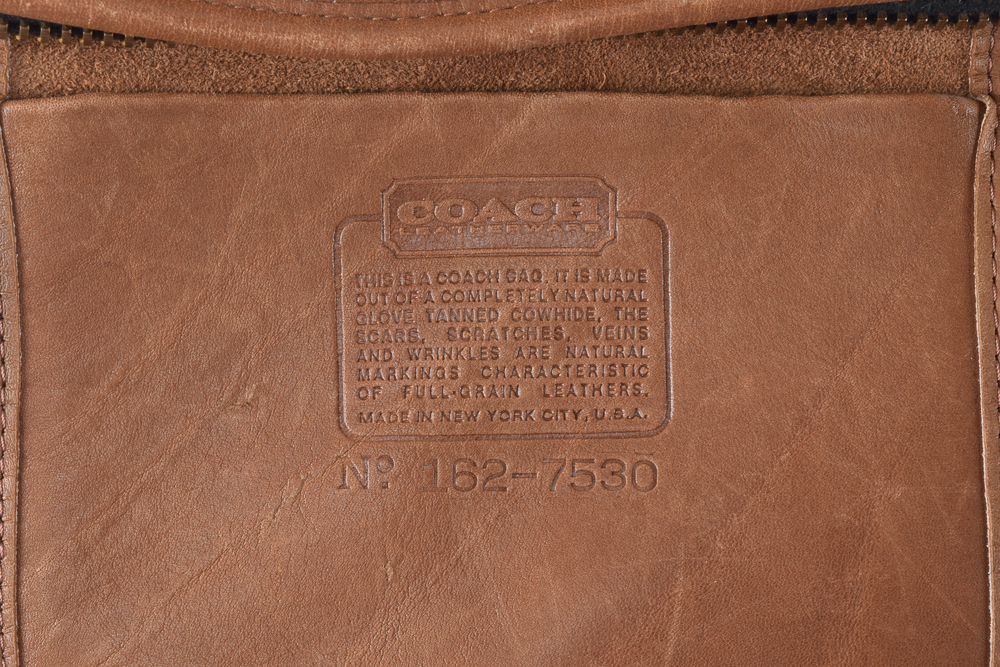 COACH
LEATHERWARE
THIS IS A COACH BAG. IT IS MADE
OUT OF A COMPLETELY NATURAL
GLOVE TANNED COWHIDE. THE
SCARS, SCRATCHES, VEINS
AND WRINKLES ARE NATURAL
MARKINGS CHARACTERISTIC
OF FULL-GRAIN LEATHERS.
MADE IN NEW YORK CITY, U.S.A.
Nº 162-7530